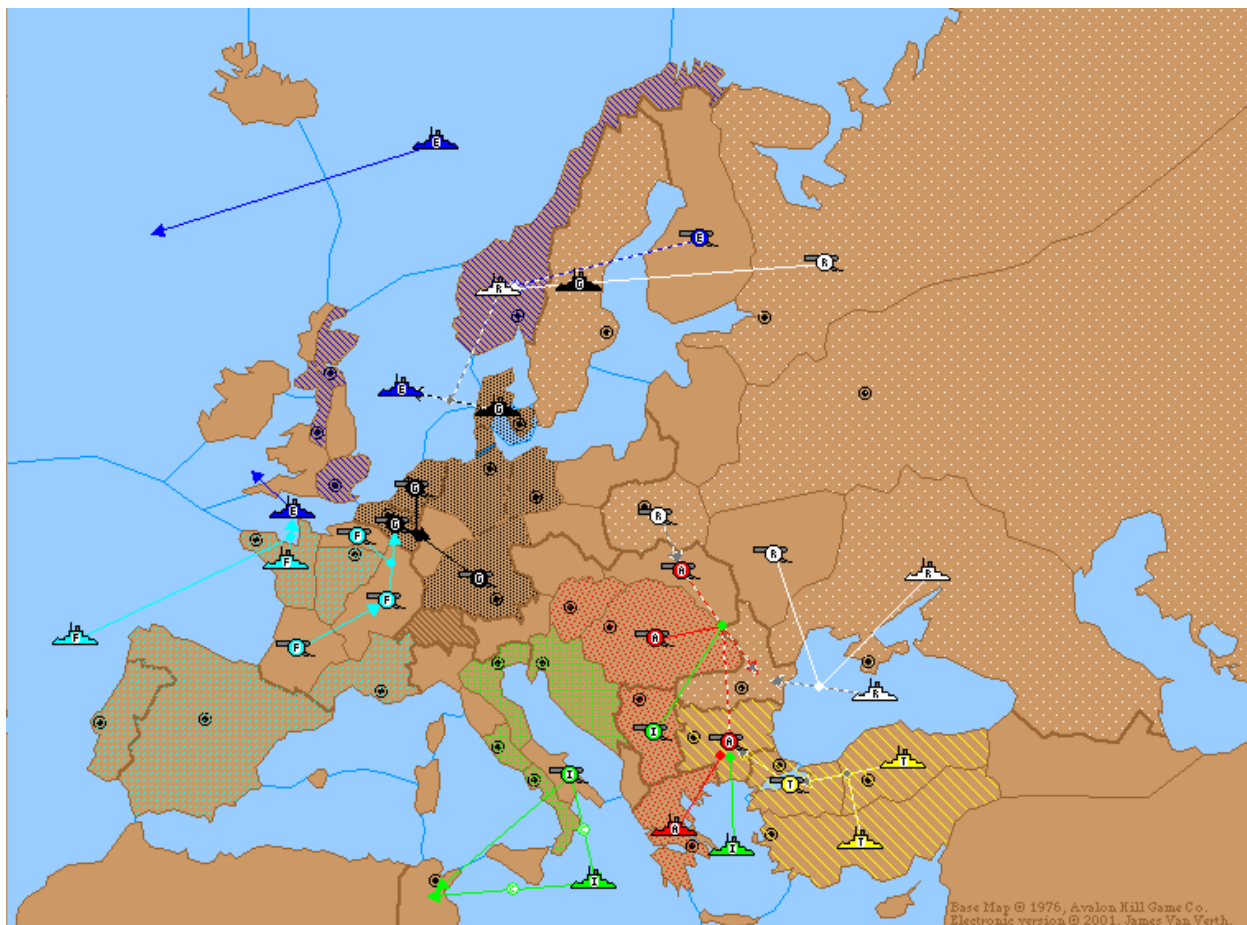 E
E
R
R
G
E
G
G
E
G
F
R
F
R
R
A
G
F
F
F
A
R
I
A
T
I
T
A
T
I
C
I
C
Base Map © 1976, Avalon Hill Game Co.
Electronic version © 2001, James Van Verth.